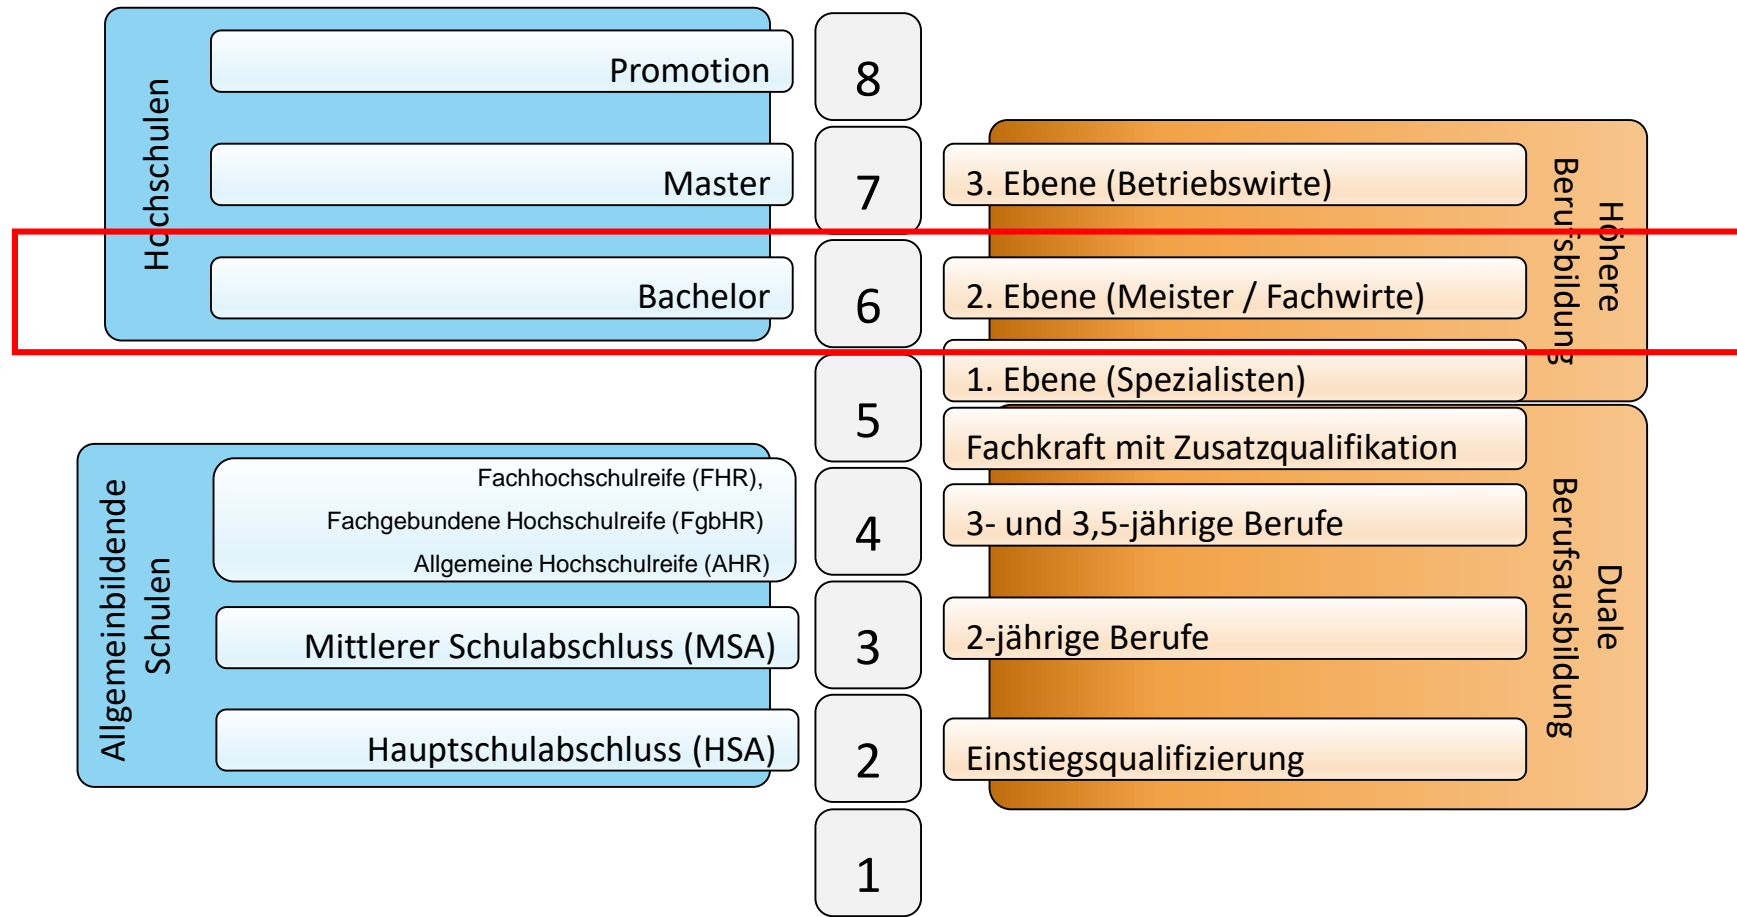 Hochschulen
Promotion
Master
Bachelor
Allgemeinbildende
Schulen
Fachhochschulreife (FHR),
Fachgebundene Hochschulreife (FgbHR)
Allgemeine Hochschulreife (AHR)
Mittlerer Schulabschluss (MSA)
Hauptschulabschluss (HSA)
8
7
6
5
4
3
2
1
3. Ebene (Betriebswirte)
2. Ebene (Meister / Fachwirte)
1. Ebene (Spezialisten)
Höhere
Berufsbildung
Fachkraft mit Zusatzqualifikation
3- und 3,5-jährige Berufe
2-jährige Berufe
Einstiegsqualifizierung
Duale
Berufsausbildung